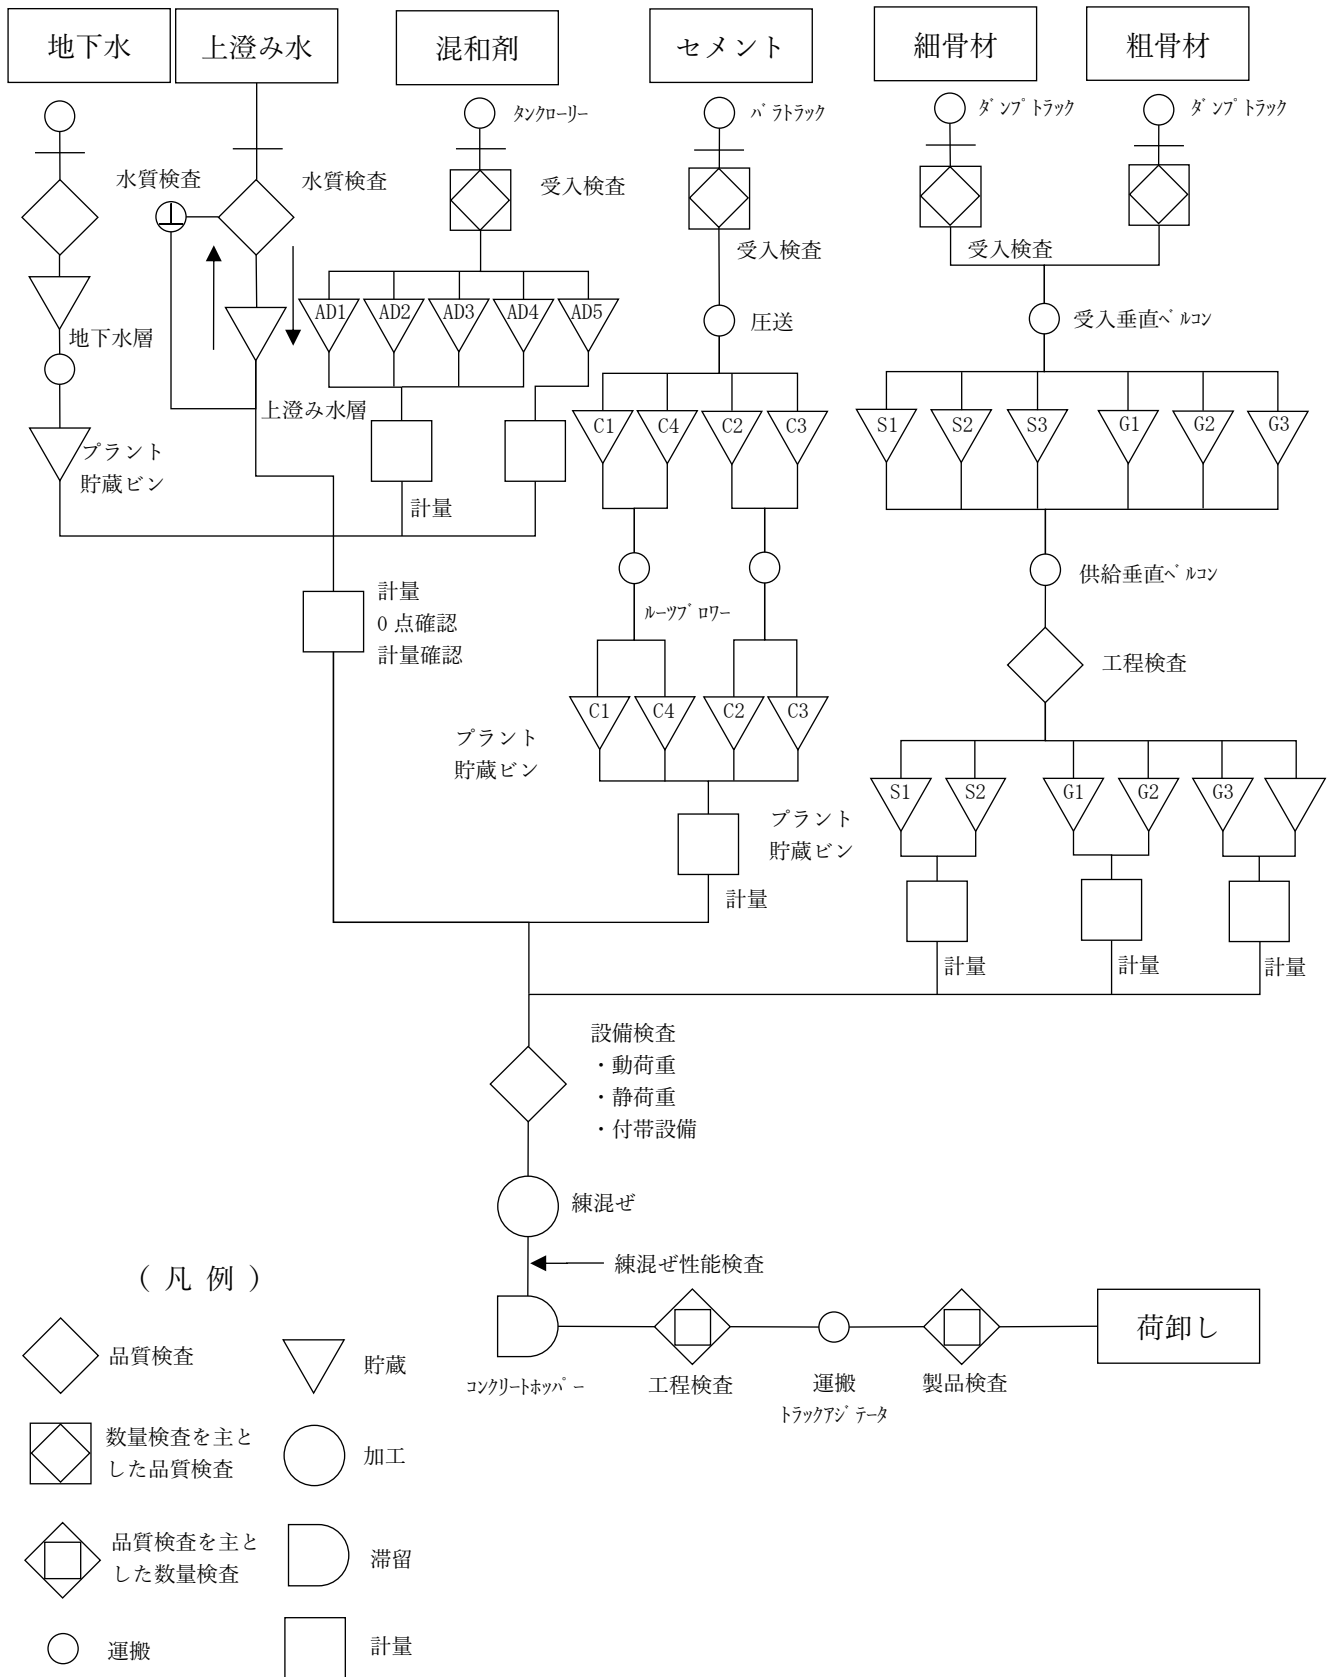 地下水
上澄み水
混和剤
セメント
細骨材
粗骨材
タンクローリー
バラトラック
ダンプトラック
ダンプトラック
水質検査
水質検査
受入検査
受入検査
受入検査
AD1
AD2
AD3
AD4
AD5
圧送
受入垂直ベルコン
地下水層
上澄み水層
C1
C4
C2
C3
S1
S2
S3
G1
G2
G3
プラント
貯蔵ビン
計量
供給垂直ベルコン
計量
0点確認
計量確認
ルーツブロワー
工程検査
C1
C4
C2
C3
プラント
貯蔵ビン
S1
S2
G1
G2
G3
プラント
貯蔵ビン
計量
計量
計量
計量
設備検査
・動荷重
・静荷重
・付帯設備
練混ぜ
練混ぜ性能検査
荷卸し
コンクリートホッパー
工程検査
運搬
トラックアジテータ
製品検査
(凡例)
品質検査
貯蔵
数量検査を主と
した品質検査
加工
品質検査を主と
した数量検査
滞留
運搬
計量